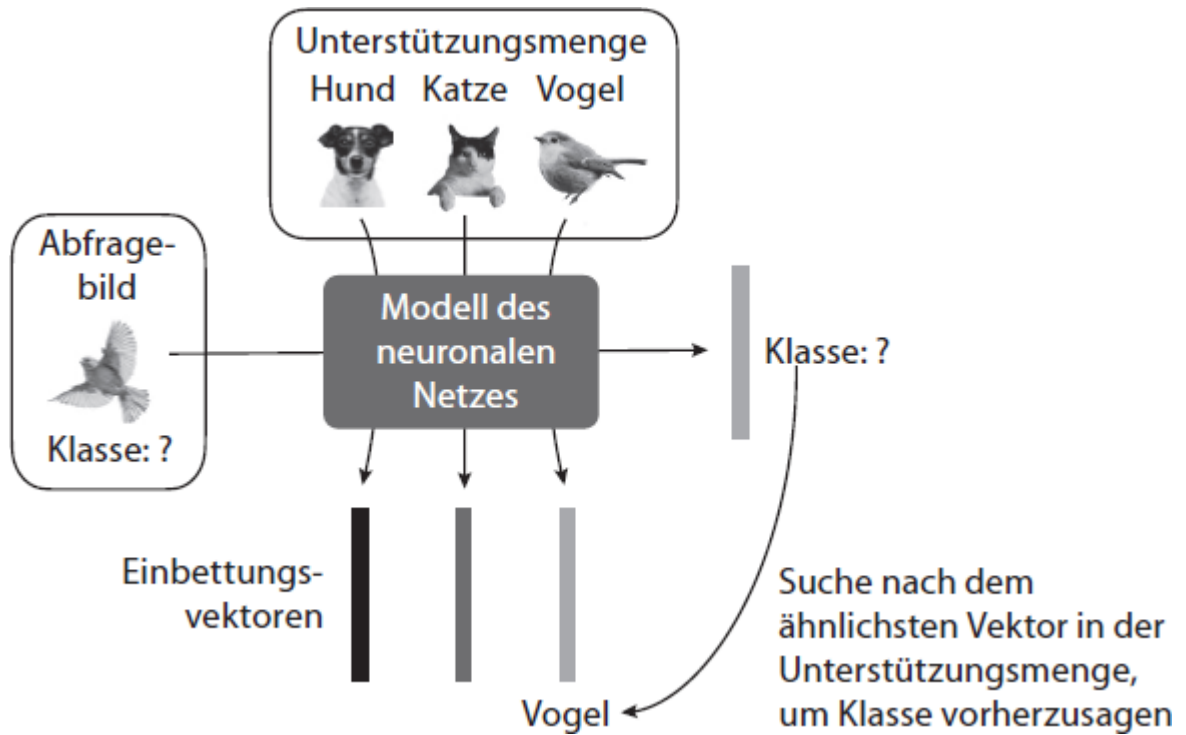 Unterstützungsmenge
Hund Katze Vogel
Abfrage-
bild
Klasse: ?
Modell des
neuronalen
Netzes
Klasse: ?
Einbettungs-
vektoren
Vogel
Suche nach dem
ähnlichsten Vektor in der
Unterstützungsmenge,
um Klasse vorherzusagen